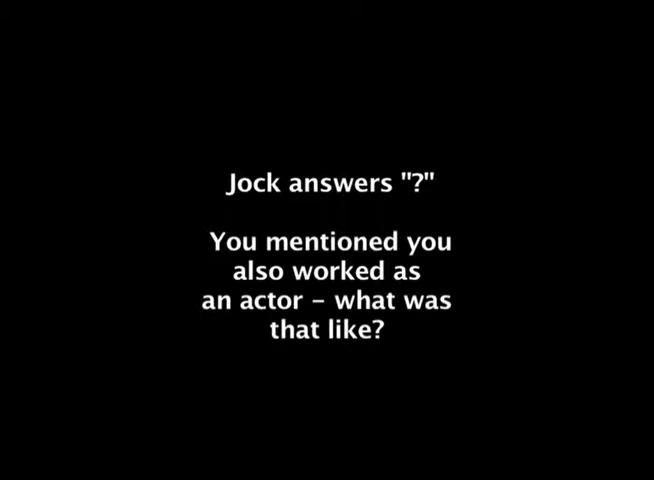 Jock answers "?"
You mentioned you
also worked as
an actor – what was
that like?